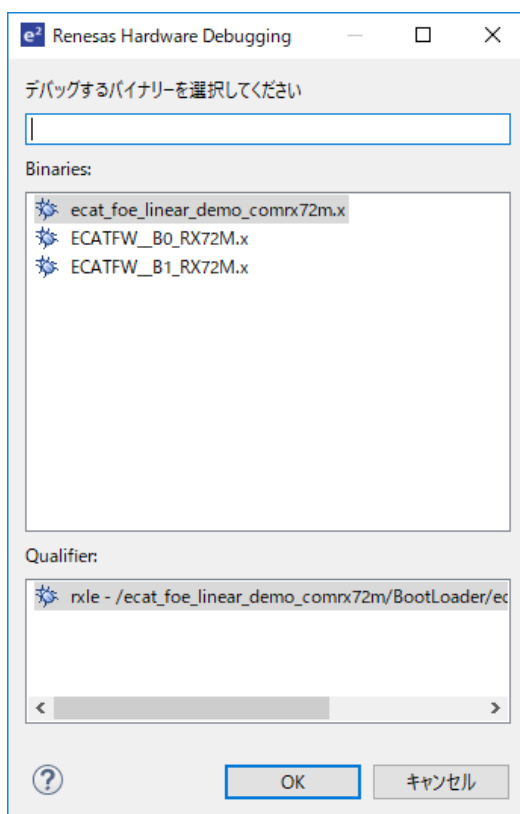 e² Renesas Hardware Debugging
デバッグするバイナリーを選択してください
Binaries:
ecat_foe_linear_demo_comrx72m.x
ECATFW__B0_RX72M.x
ECATFW__B1_RX72M.x
Qualifier:
rxle - /ecat_foe_linear_demo_comrx72m/BootLoader/ec
?
OK
キャンセル